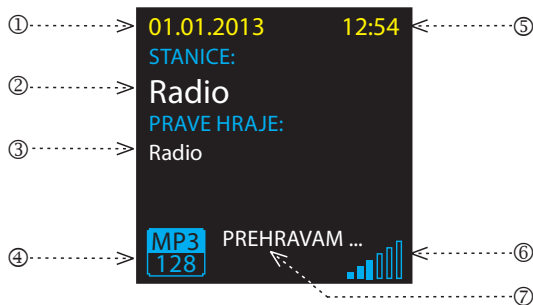 ① 01.01.2013 12:54 ⑤
STANICE:
② Radio
PRAVE HRAJE:
③ Radio
④ MP3 PREHRAVAM ... ⑥
128
⑦